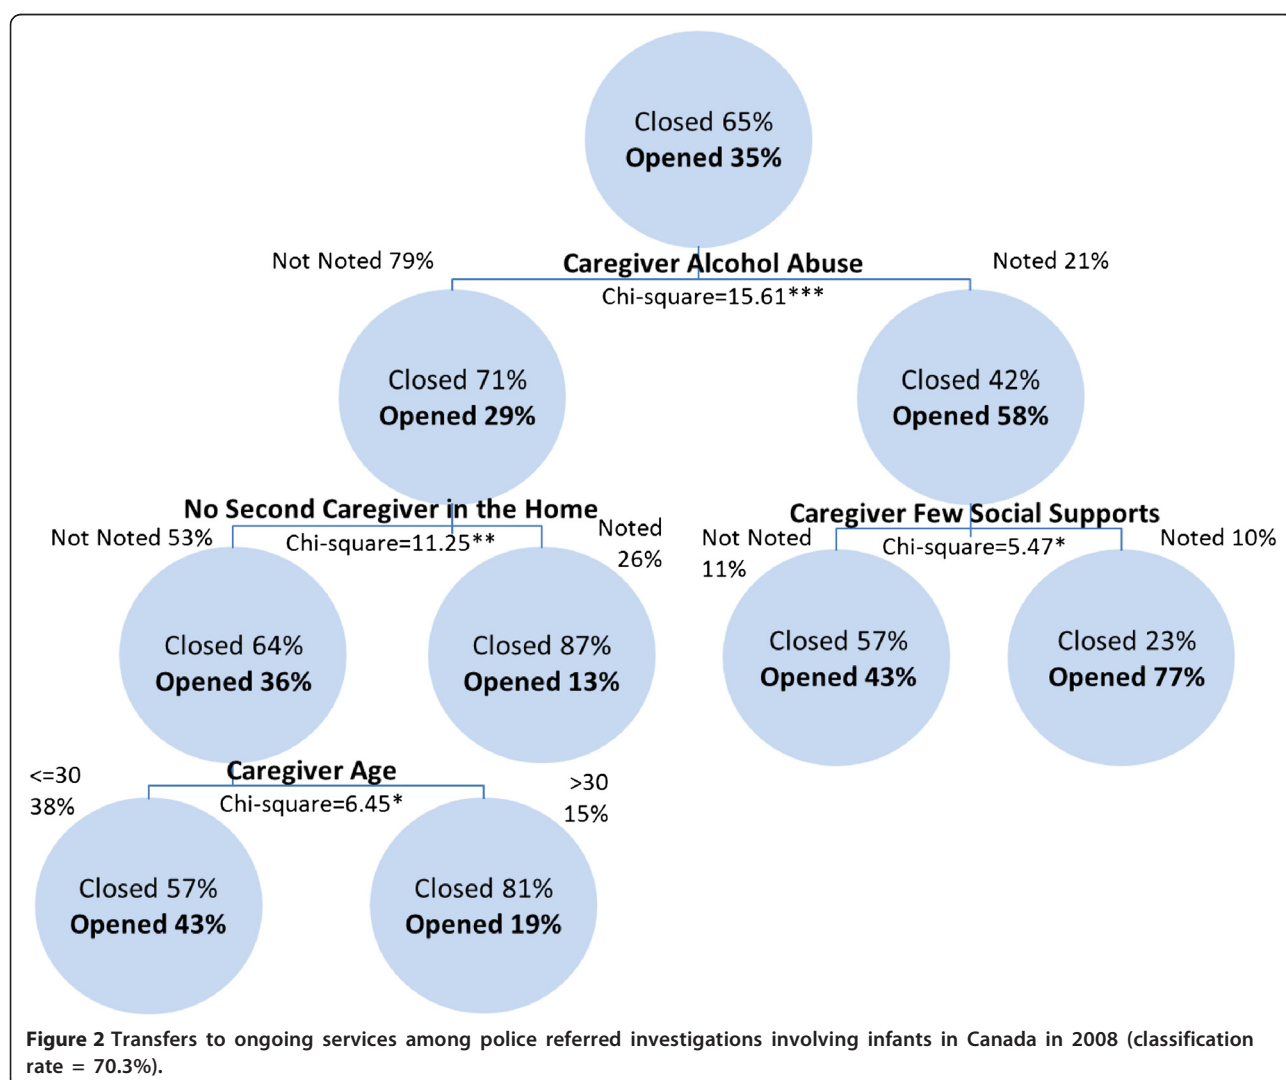 Closed 65%
Opened 35%
Not Noted 79%
Caregiver Alcohol Abuse
Noted 21%
Chi-square=15.61***
Closed 71%
Opened 29%
Closed 42%
Opened 58%
No Second Caregiver in the Home
Not Noted 53%
Chi-square=11.25**
Noted
26%
Caregiver Few Social Supports
Not Noted
11%
Chi-square=5.47*
Noted 10%
Closed 64%
Opened 36%
Closed 87%
Opened 13%
Closed 57%
Opened 43%
Closed 23%
Opened 77%
Caregiver Age
<=30
38%
Chi-square=6.45*
>30
15%
Closed 57%
Opened 43%
Closed 81%
Opened 19%
Figure 2 Transfers to ongoing services among police referred investigations involving infants in Canada in 2008 (classification
rate = 70.3%).